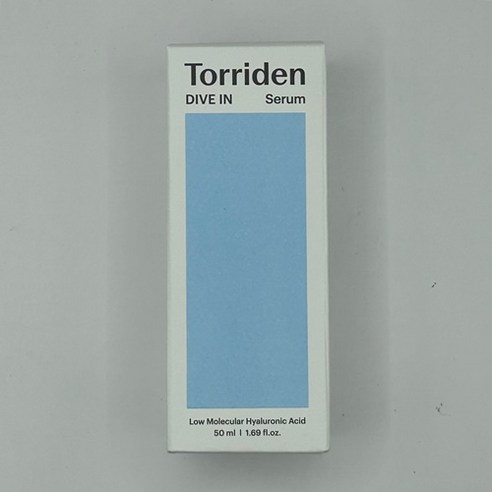 Torriden
DIVE IN Serum
Low Molecular Hyaluronic Acid
50 ml | 1.69 fl.oz.